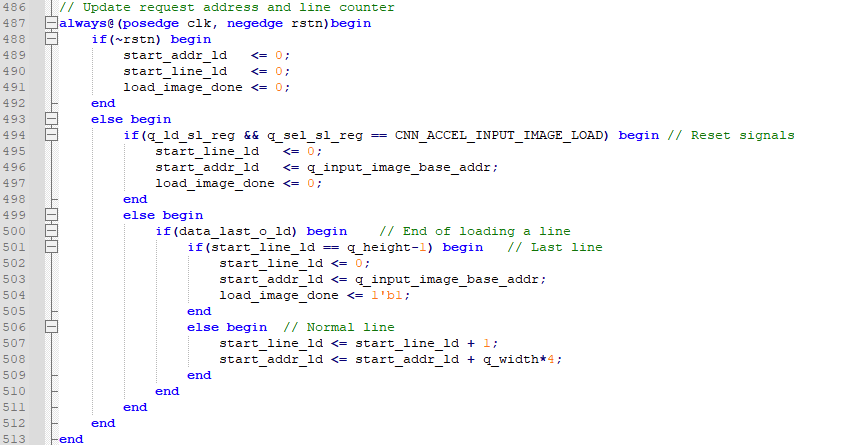 486 // Update request address and line counter
487 always@(posedge clk, negedge rstn)begin
488 if(~rstn) begin
489 start_addr_ld <= 0;
490 start_line_ld <= 0;
491 load_image_done <= 0;
492 end
493 else begin
494 if(q_ld_sl_reg && q_sel_sl_reg == CNN_ACCEL_INPUT_IMAGE_LOAD) begin // Reset signals
495 start_line_ld <= 0;
496 start_addr_ld <= q_input_image_base_addr;
497 load_image_done <= 0;
498 end
499 else begin
500 if(data_last_o_ld) begin // End of loading a line
501 if(start_line_ld == q_height-1) begin // Last line
502 start_line_ld <= 0;
503 start_addr_ld <= q_input_image_base_addr;
504 load_image_done <= 1'b1;
505 end
506 else begin // Normal line
507 start_line_ld <= start_line_ld + 1;
508 start_addr_ld <= start_addr_ld + q_width*4;
509 end
510 end
511 end
512 end
513 end